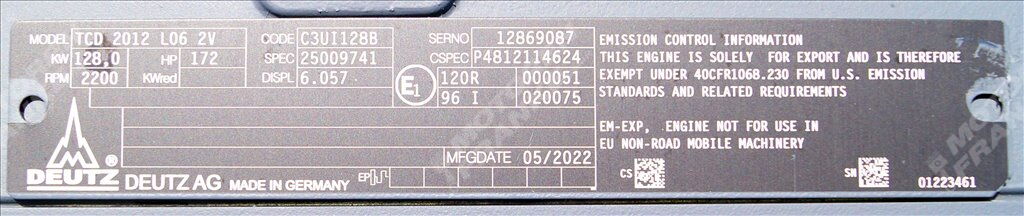 MODEL TCD 2012 L06 2V CODE C3UI128B SERNO 12869087
KW 128,0 HP 172 SPEC 25009741 CSPEC P4812114624
RPM 2200 KWred DISPL 6.057 E1 120R 000051
96 I 020075
EMISSION CONTROL INFORMATION
THIS ENGINE IS SOLELY FOR EXPORT AND IS THEREFORE
EXEMPT UNDER 40CFR1068.230 FROM U.S. EMISSION
STANDARDS AND RELATED REQUIREMENTS
EM-EXP, ENGINE NOT FOR USE IN
EU NON-ROAD MOBILE MACHINERY
MFGDATE 05/2022
DEUTZ ® DEUTZ AG MADE IN GERMANY EP
CS SN 01223461